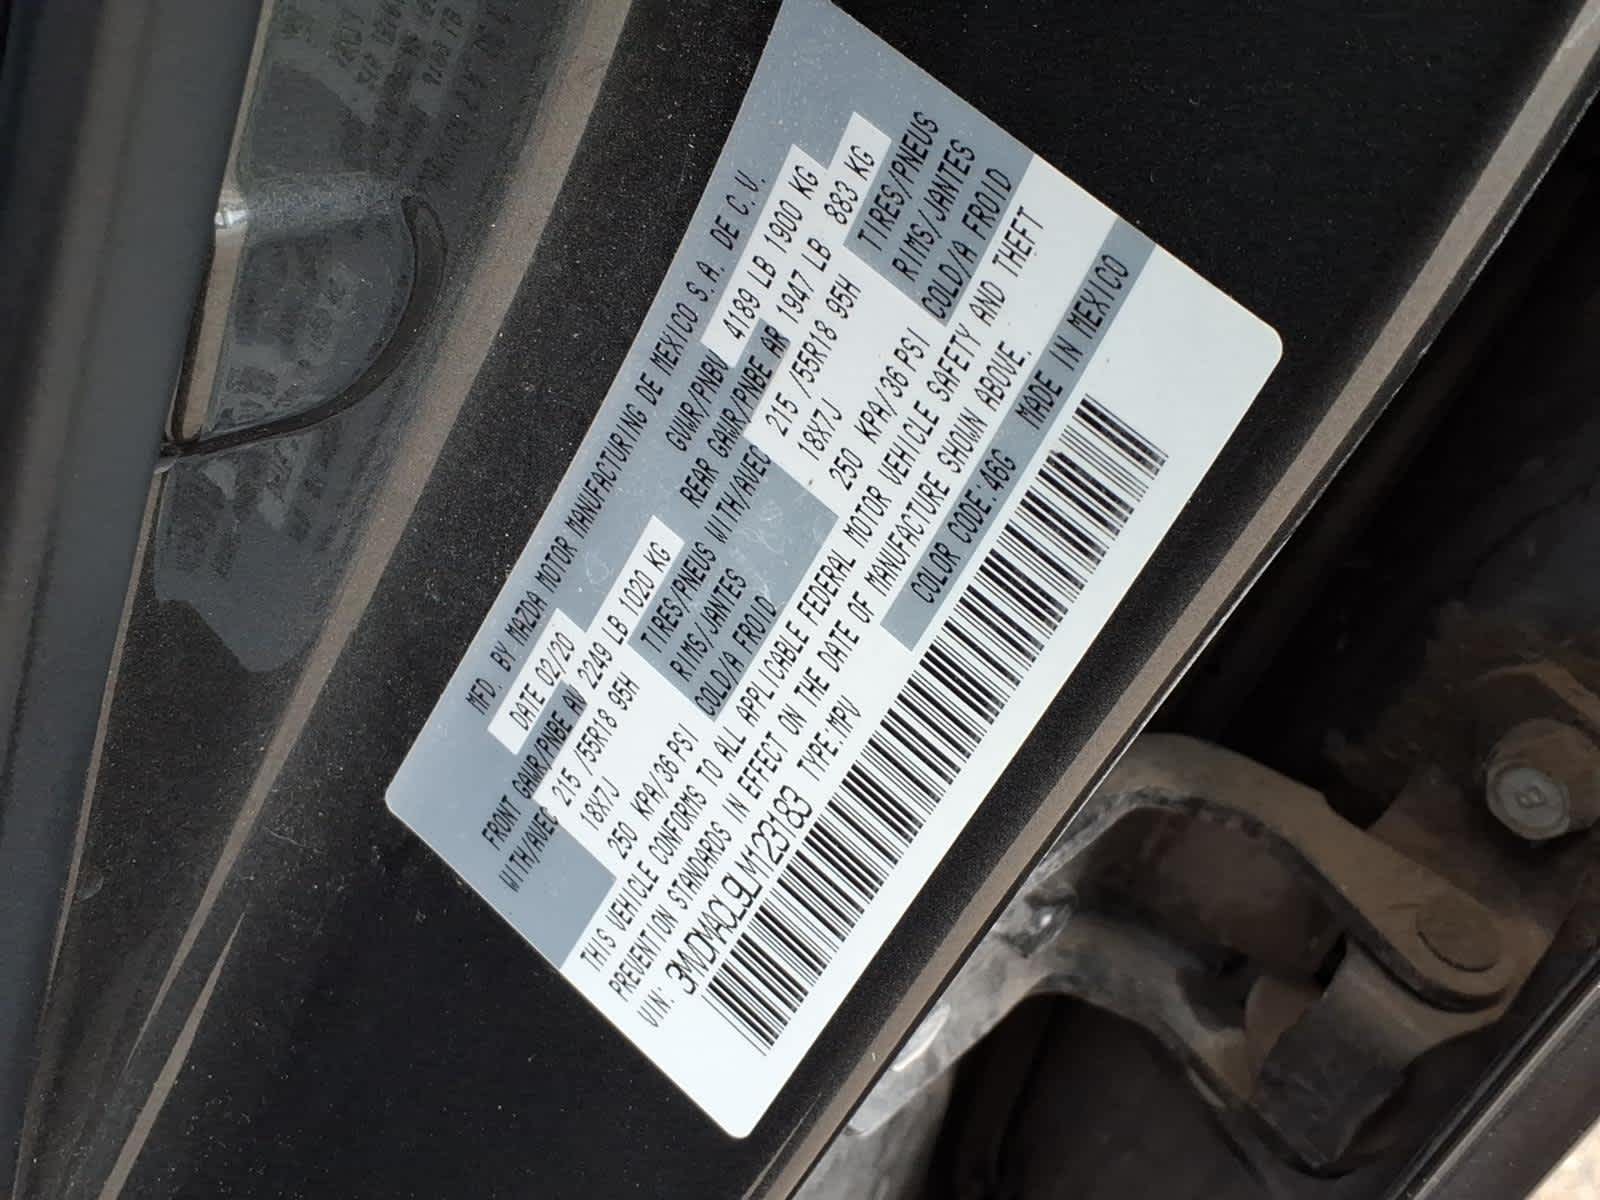 MFD. BY MAZDA MOTOR MANUFACTURING DE MEXICO S.A. DE C.V.
DATE 02/20 GVWR/PNBV 4189 LB 1900 KG
FRONT GAWR/PNBE AV 2249 LB 1020 KG REAR GAWR/PNBE AR 1947 LB 883 KG
WITH/AVEC 215 /55R18 95H TIRES/PNEUS WITH/AVEC 215 /55R18 95H TIRES/PNEUS
18X7J RIMS/JANTES 18X7J RIMS/JANTES
250 KPA/36 PSI COLD/A FROID 250 KPA/36 PSI COLD/A FROID
THIS VEHICLE CONFORMS TO ALL APPLICABLE FEDERAL MOTOR VEHICLE SAFETY AND THEFT
PREVENTION STANDARDS IN EFFECT ON THE DATE OF MANUFACTURE SHOWN ABOVE.
VIN: 3MVDMACL9LM123183 TYPE:MPV COLOR CODE.46G MADE IN MEXICO